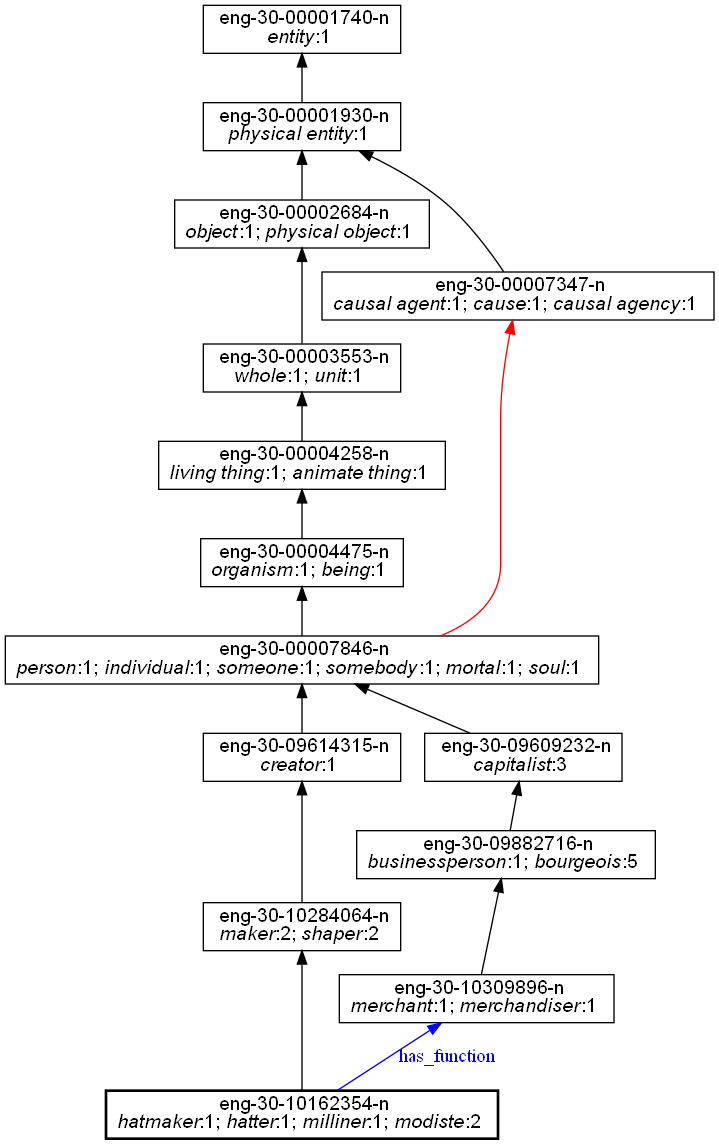 eng-30-00001740-n
entity:1
eng-30-00001930-n
physical entity:1
eng-30-00002684-n
object:1; physical object:1
eng-30-00007347-n
causal agent:1; cause:1; causal agency:1
eng-30-00003553-n
whole:1; unit:1
eng-30-00004258-n
living thing:1; animate thing:1
eng-30-00004475-n
organism:1; being:1
eng-30-00007846-n
person:1; individual:1; someone:1; somebody:1; mortal:1; soul:1
eng-30-09614315-n
creator:1
eng-30-09609232-n
capitalist:3
eng-30-09882716-n
businessperson:1; bourgeois:5
eng-30-10284064-n
maker:2; shaper:2
eng-30-10309896-n
merchant:1; merchandiser:1
has_function
eng-30-10162354-n
hatmaker:1; hatter:1; milliner:1; modiste:2